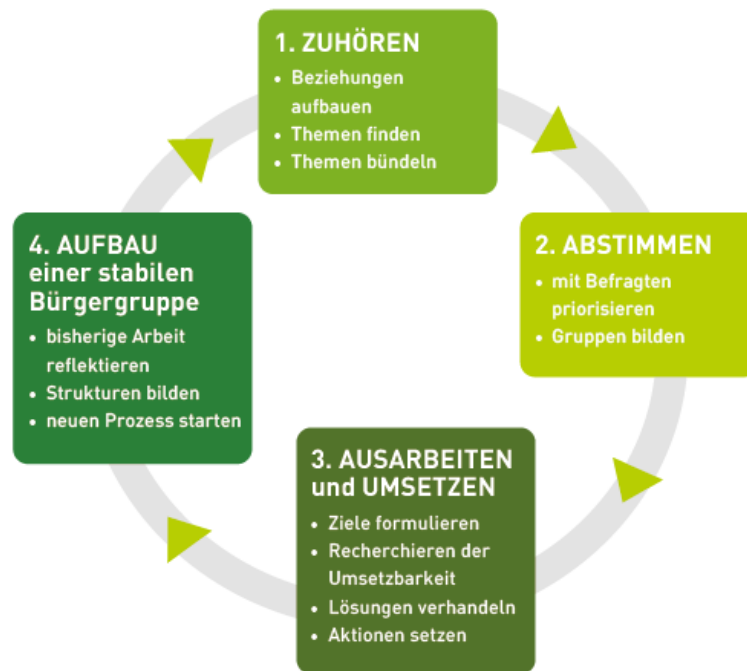 1. ZUHÖREN
• Beziehungen
aufbauen
• Themen finden
• Themen bündeln
2. ABSTIMMEN
• mit Befragten
priorisieren
• Gruppen bilden
3. AUSARBEITEN
und UMSETZEN
• Ziele formulieren
• Recherchieren der
Umsetzbarkeit
• Lösungen verhandeln
• Aktionen setzen
4. AUFBAU
einer stabilen
Bürgergruppe
• bisherige Arbeit
reflektieren
• Strukturen bilden
• neuen Prozess starten